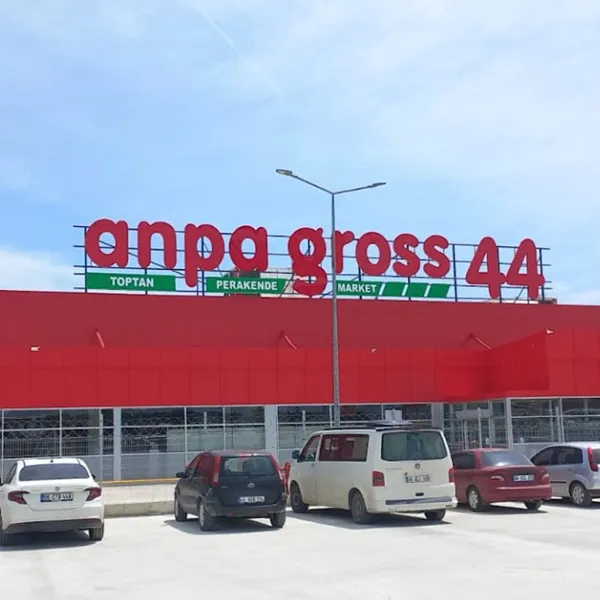 anpa gross 44
TOPTAN PERAKENDE MARKET